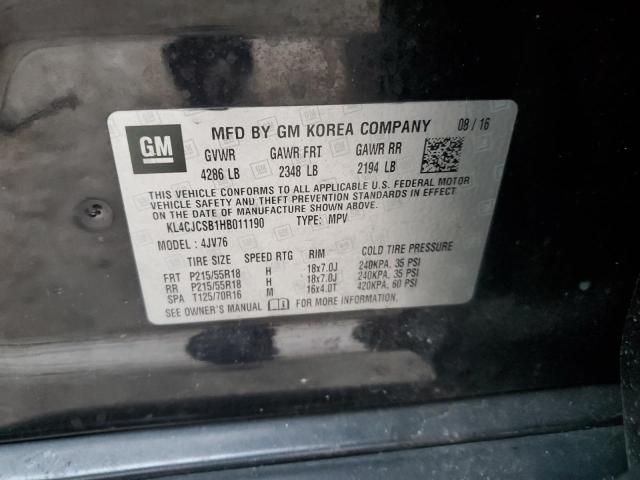 GM
MFD BY GM KOREA COMPANY 08 / 16
GVWR GAWR FRT GAWR RR
4286 LB 2348 LB 2194 LB
THIS VEHICLE CONFORMS TO ALL APPLICABLE U.S. FEDERAL MOTOR
VEHICLE SAFETY AND THEFT PREVENTION STANDARDS IN EFFECT
ON THE DATE OF MANUFACTURE SHOWN ABOVE.
KL4CJCSB1HB011190 TYPE: MPV
MODEL : 4JV76
TIRE SIZE SPEED RTG RIM COLD TIRE PRESSURE
FRT P215/55R18 H 18x7.0J 240KPA, 35 PSI
RR P215/55R18 H 18x7.0J 240KPA, 35 PSI
SPA T125/70R16 M 16x4.0T 420KPA, 60 PSI
SEE OWNER'S MANUAL FOR MORE INFORMATION.